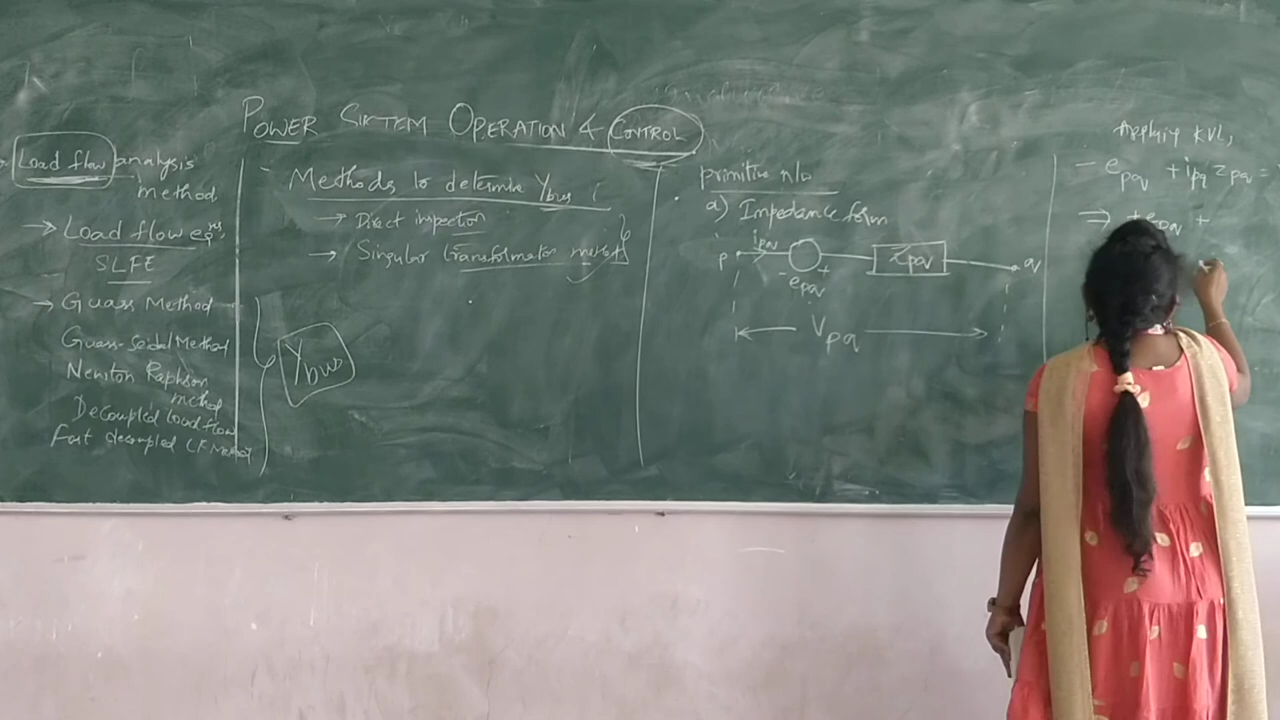 POWER SYSTEM OPERATION & CONTROL
Load flow analysis
method
→ Load flow eqns,
SLFE
→ Guass Method
Guass-Seidal Method
Newton Raphson
method
Decoupled load flow
Fast decoupled LF Method
Ybus
- Methods to determine Ybus :
→ Direct inspection
→ Singular transformation method
primitive n/w
a) Impedance form
p ipq - epq + zpq q
Vpq
Applying KVL,
- epq + ipq zpq =
⇒ + epq +